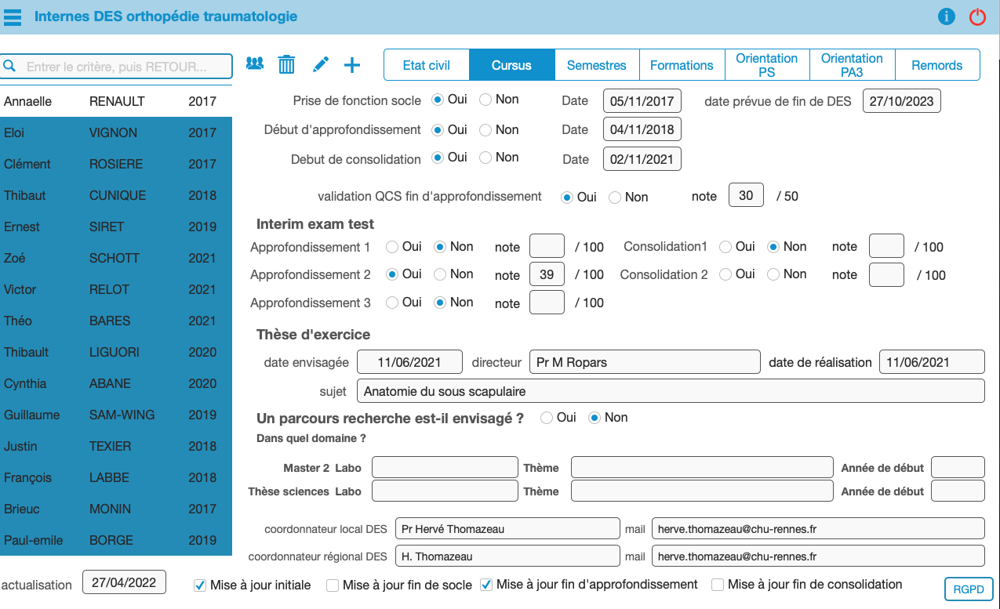 Internes DES orthopédie traumatologie
Entrer le critère, puis RETOUR...
Etat civil Cursus Semestres Formations Orientation PS Orientation PA3 Remords
Annaelle RENAULT 2017
Eloi VIGNON 2017
Clément ROSIERE 2017
Thibaut CUNIQUE 2018
Ernest SIRET 2019
Zoé SCHOTT 2021
Victor RELOT 2021
Théo BARES 2021
Thibault LIGUORI 2020
Cynthia ABANE 2020
Guillaume SAM-WING 2019
Justin TEXIER 2018
François LABBE 2018
Brieuc MONIN 2017
Paul-emile BORGE 2019
actualisation 27/04/2022
Prise de fonction socle Oui Non Date 05/11/2017 date prévue de fin de DES 27/10/2023
Début d'approfondissement Oui Non Date 04/11/2018
Debut de consolidation Oui Non Date 02/11/2021
validation QCS fin d'approfondissement Oui Non note 30 / 50
Interim exam test
Approfondissement 1 Oui Non note / 100 Consolidation1 Oui Non note / 100
Approfondissement 2 Oui Non note 39 / 100 Consolidation 2 Oui Non note / 100
Approfondissement 3 Oui Non note / 100
Thèse d'exercice
date envisagée 11/06/2021 directeur Pr M Ropars date de réalisation 11/06/2021
sujet Anatomie du sous scapulaire
Un parcours recherche est-il envisagé ? Oui Non
Dans quel domaine ?
Master 2 Labo Thème Année de début
Thèse sciences Labo Thème Année de début
coordonnateur local DES Pr Hervé Thomazeau mail herve.thomazeau@chu-rennes.fr
coordonnateur régional DES H. Thomazeau mail herve.thomazeau@chu-rennes.fr
Mise à jour initiale Mise à jour fin de socle Mise à jour fin d'approfondissement Mise à jour fin de consolidation
RGPD